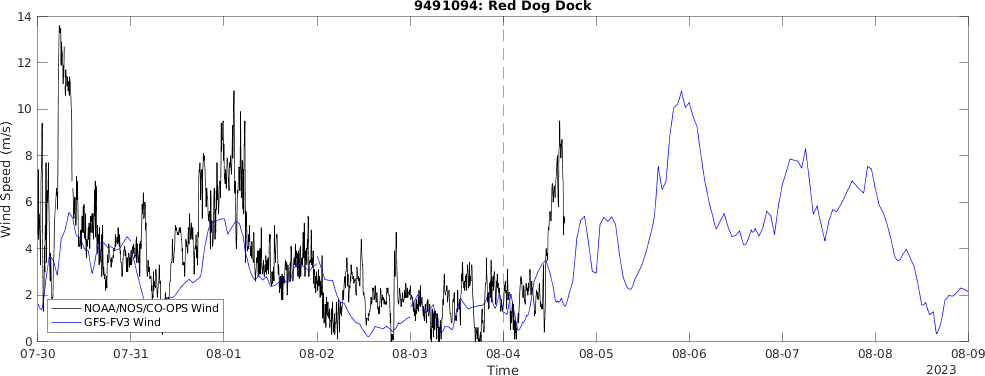 9491094: Red Dog Dock
14
12
10
8
6
4
2
0
Wind Speed (m/s)
NOAA/NOS/CO-OPS Wind
GFS-FV3 Wind
07-30 07-31 08-01 08-02 08-03 08-04 08-05 08-06 08-07 08-08 08-09
Time
2023